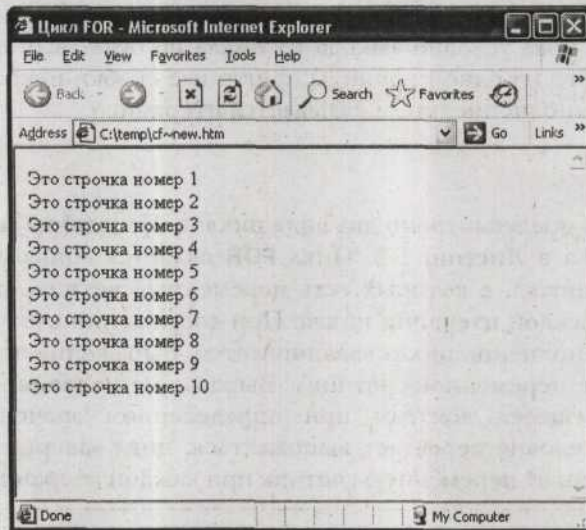 Цикл FOR - Microsoft Internet Explorer
File Edit View Favorites Tools Help
Back Search Favorites »
Address C:\temp\cf~new.htm Go Links »
Это строчка номер 1
Это строчка номер 2
Это строчка номер 3
Это строчка номер 4
Это строчка номер 5
Это строчка номер 6
Это строчка номер 7
Это строчка номер 8
Это строчка номер 9
Это строчка номер 10
Done My Computer